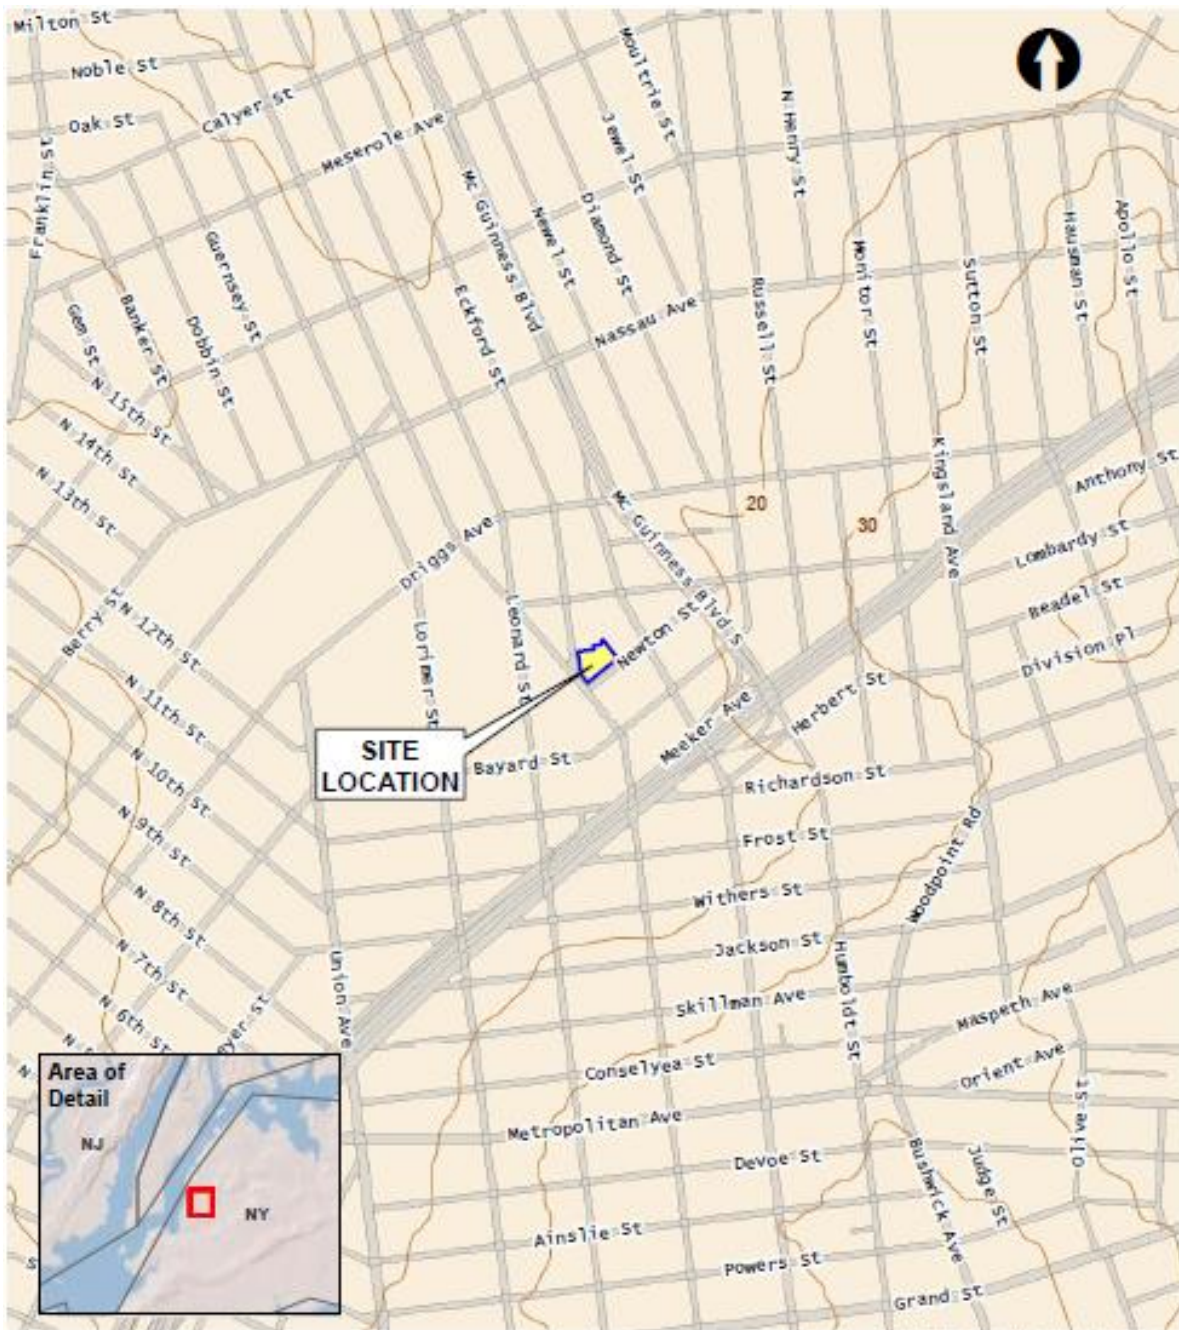 Milton St
Noble St
Oak St
Calyer St
Meserole Ave
Franklin St
Moultrie St
Jewel St
N Henry St
Mc Guinness Blvd
Newel St
Diamond St
Guernsey St
Eckford St
Nassau Ave
Russell St
Monitor St
Sutton St
Hausman St
Apollo St
Gem St
Banker St
Dobbin St
N 15th St
N 14th St
N 13th St
Kingsland Ave
Anthony St
20
30
Mc Guinness Blvd S
Driggs Ave
Lombardy St
Beadel St
Division Pl
Berry St
N 12th St
Lorimer St
Leonard St
Newton St
N 11th St
Herbert St
Meeker Ave
SITE
LOCATION
Bayard St
Richardson St
N 10th St
N 9th St
Frost St
Woodpoint Rd
N 8th St
Withers St
N 7th St
Jackson St
Union Ave
Humboldt St
N 6th St
Skillman Ave
Maspeth Ave
Conselyea St
Orient Ave
Metropolitan Ave
Olive St
Devoe St
Bushwick Ave
Judge St
Ainslie St
Powers St
Grand St
Area of
Detail
NJ
NY